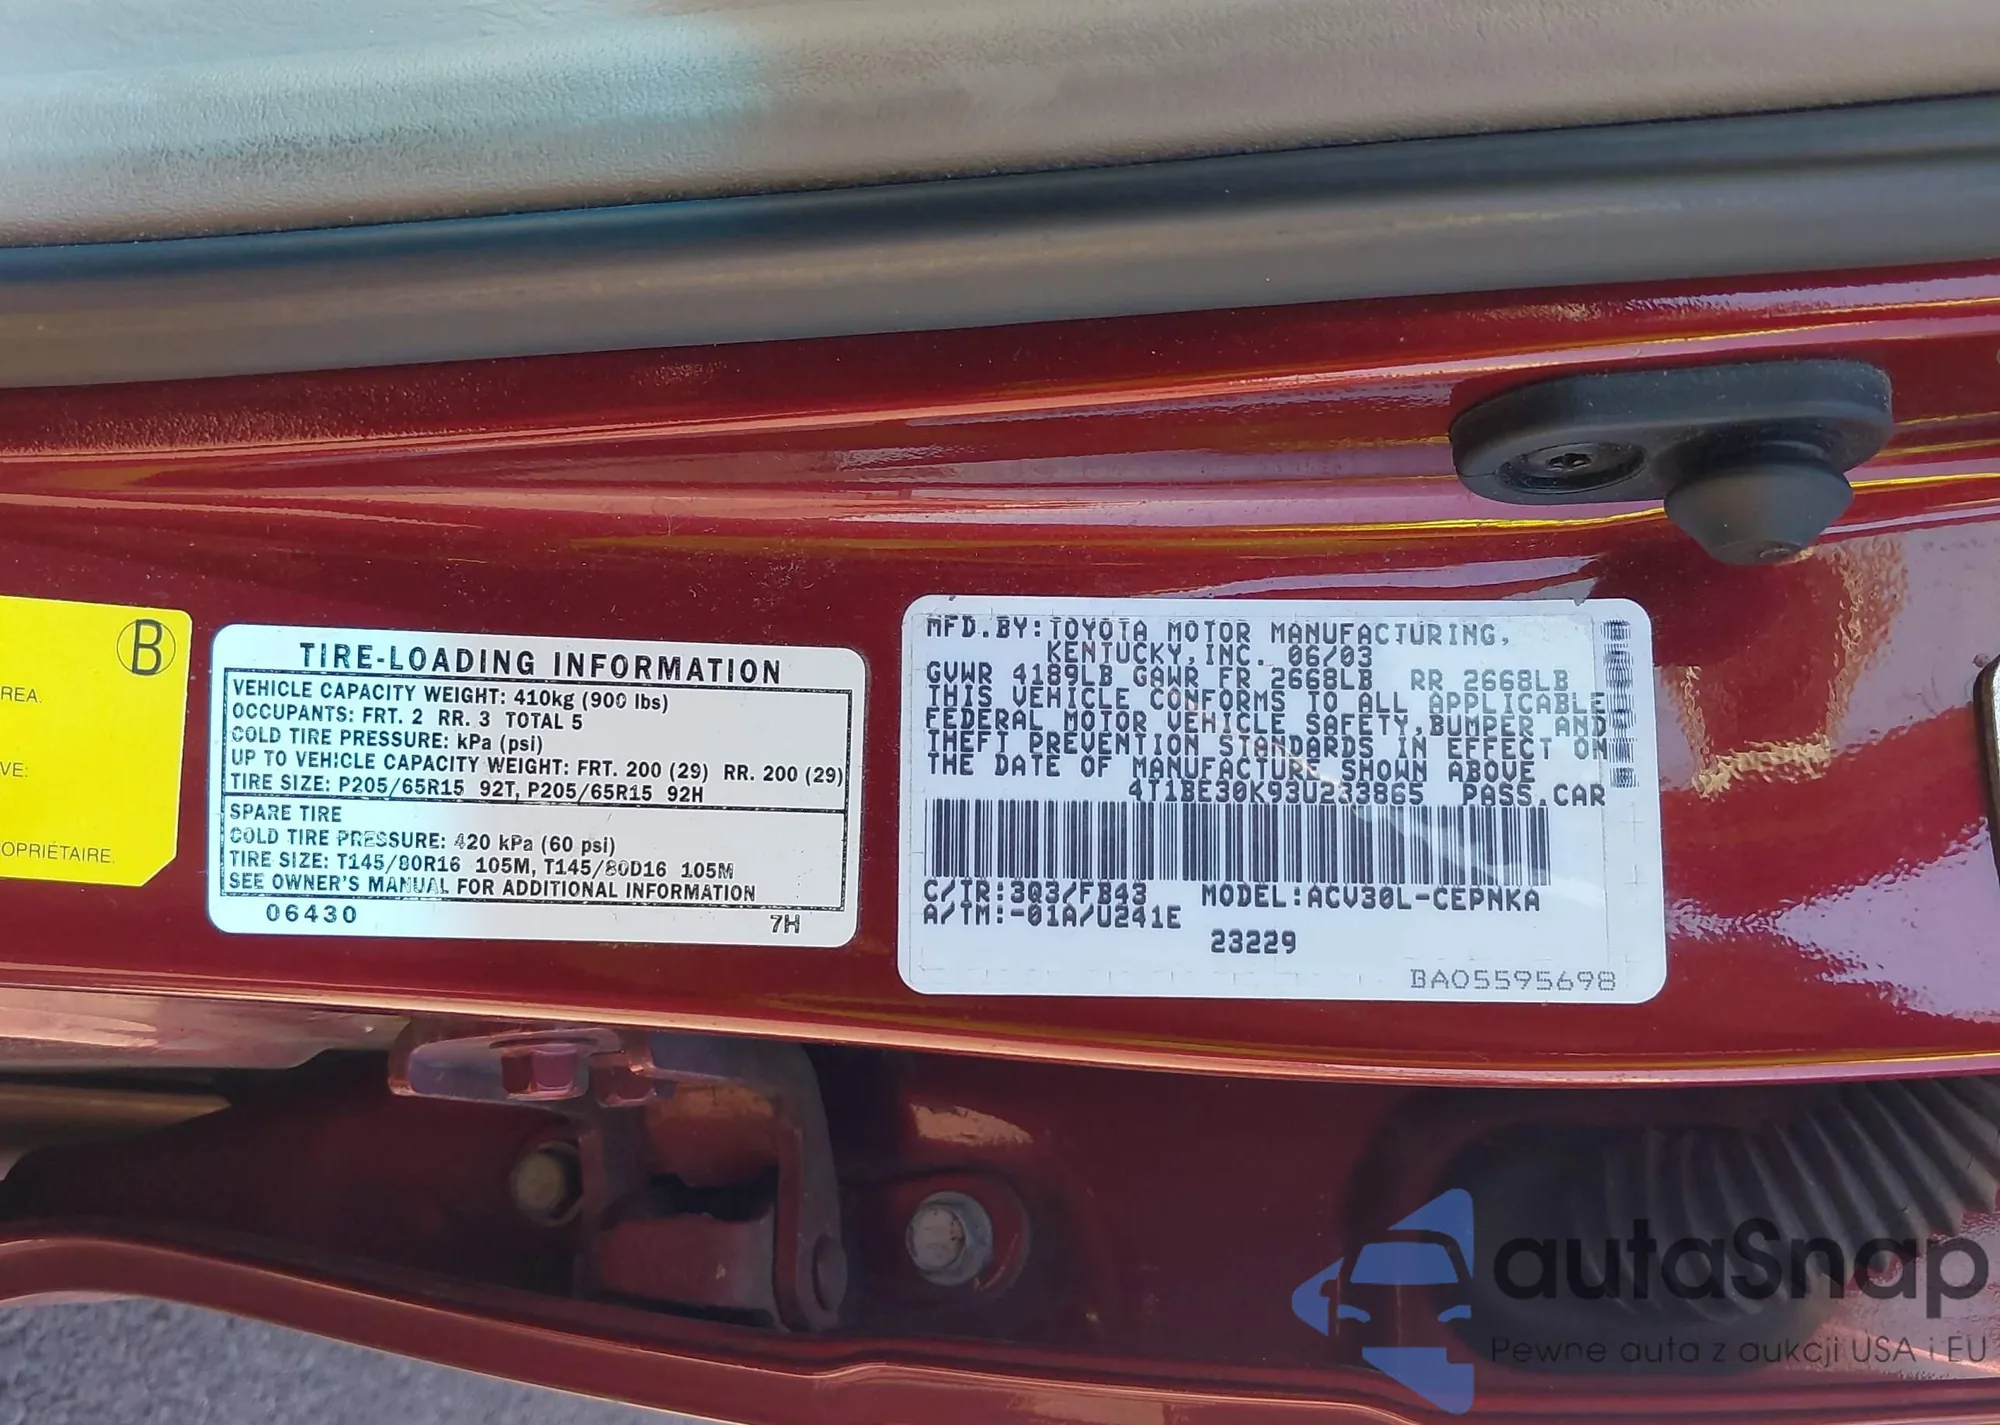 B
REA.
VE:
OPRIÉTAIRE.
TIRE-LOADING INFORMATION
VEHICLE CAPACITY WEIGHT: 410kg (900 lbs)
OCCUPANTS: FRT. 2 RR. 3 TOTAL 5
COLD TIRE PRESSURE: kPa (psi)
UP TO VEHICLE CAPACITY WEIGHT: FRT. 200 (29) RR. 200 (29)
TIRE SIZE: P205/65R15 92T, P205/65R15 92H
SPARE TIRE
COLD TIRE PRESSURE: 420 kPa (60 psi)
TIRE SIZE: T145/80R16 105M, T145/80D16 105M
SEE OWNER'S MANUAL FOR ADDITIONAL INFORMATION
06430 7H
MFD.BY:TOYOTA MOTOR MANUFACTURING,
KENTUCKY,INC. 06/03
GVWR 4189LB GAWR FR 2668LB RR 2668LB
THIS VEHICLE CONFORMS TO ALL APPLICABLE
FEDERAL MOTOR VEHICLE SAFETY,BUMPER AND
THEFT PREVENTION STANDARDS IN EFFECT ON
THE DATE OF MANUFACTURE SHOWN ABOVE
4T1BE30K93U233865 PASS.CAR
C/TR:3Q3/FB43 MODEL:ACV30L-CEPNKA
A/TM:-01A/U241E
23229
BA05595698
autaSnap
Pewne auta z aukcji USA i EU